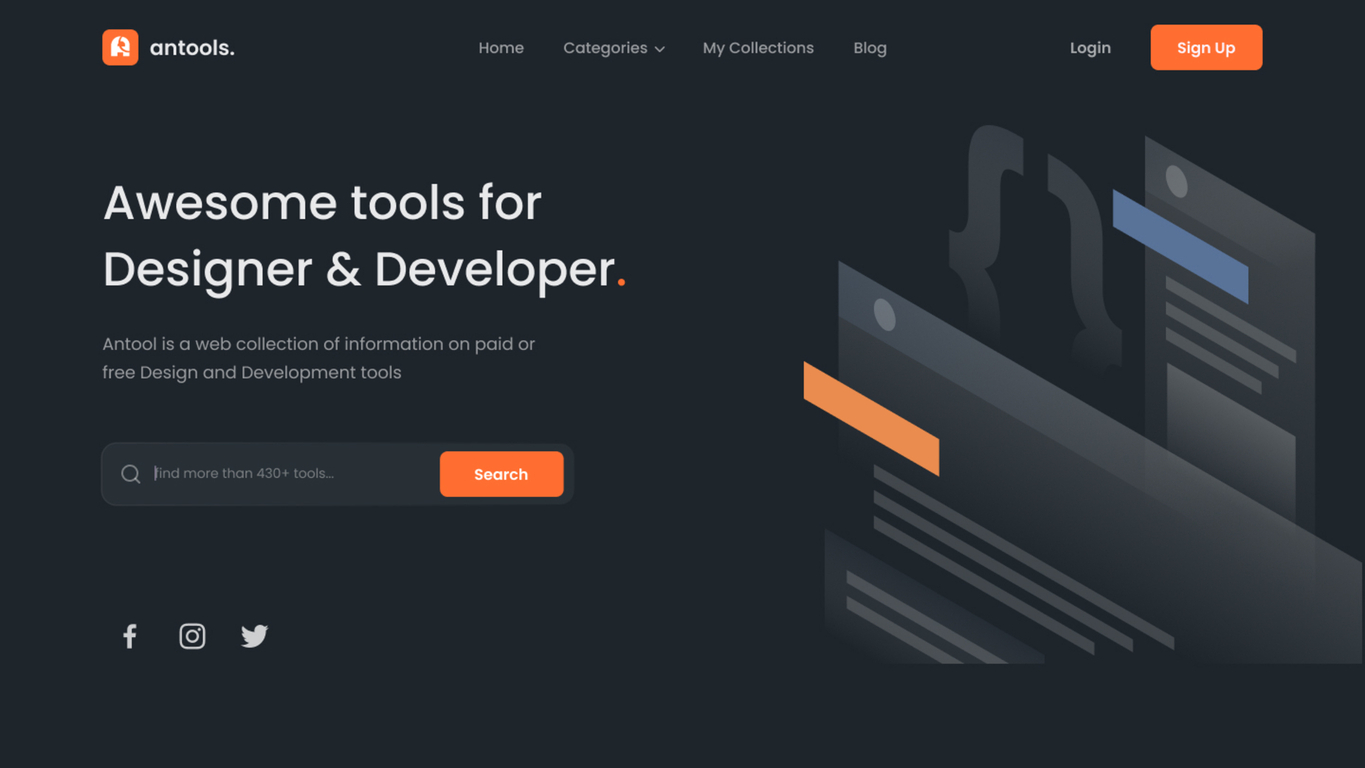 antools.
Home Categories My Collections Blog Login Sign Up
Awesome tools for
Designer & Developer.
Antool is a web collection of information on paid or
free Design and Development tools
find more than 430+ tools... Search
{ }